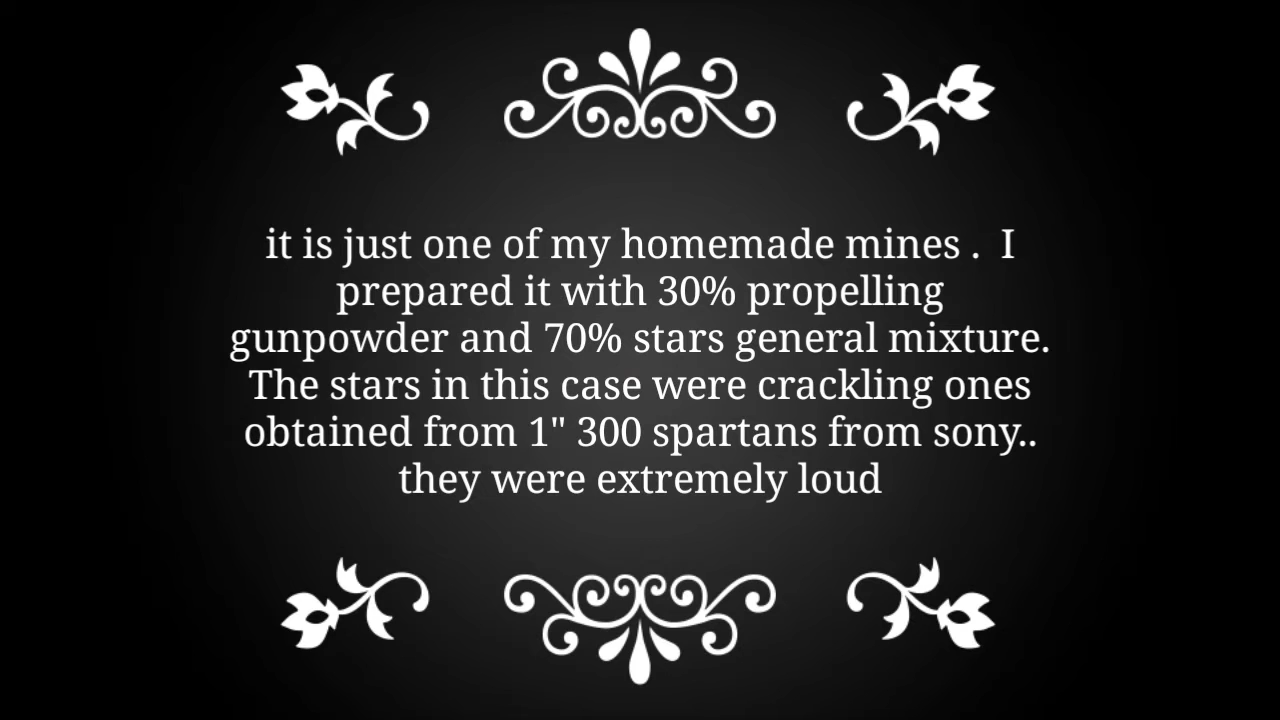 it is just one of my homemade mines .  I
prepared it with 30% propelling
gunpowder and 70% stars general mixture.
The stars in this case were crackling ones
obtained from 1" 300 spartans from sony..
they were extremely loud